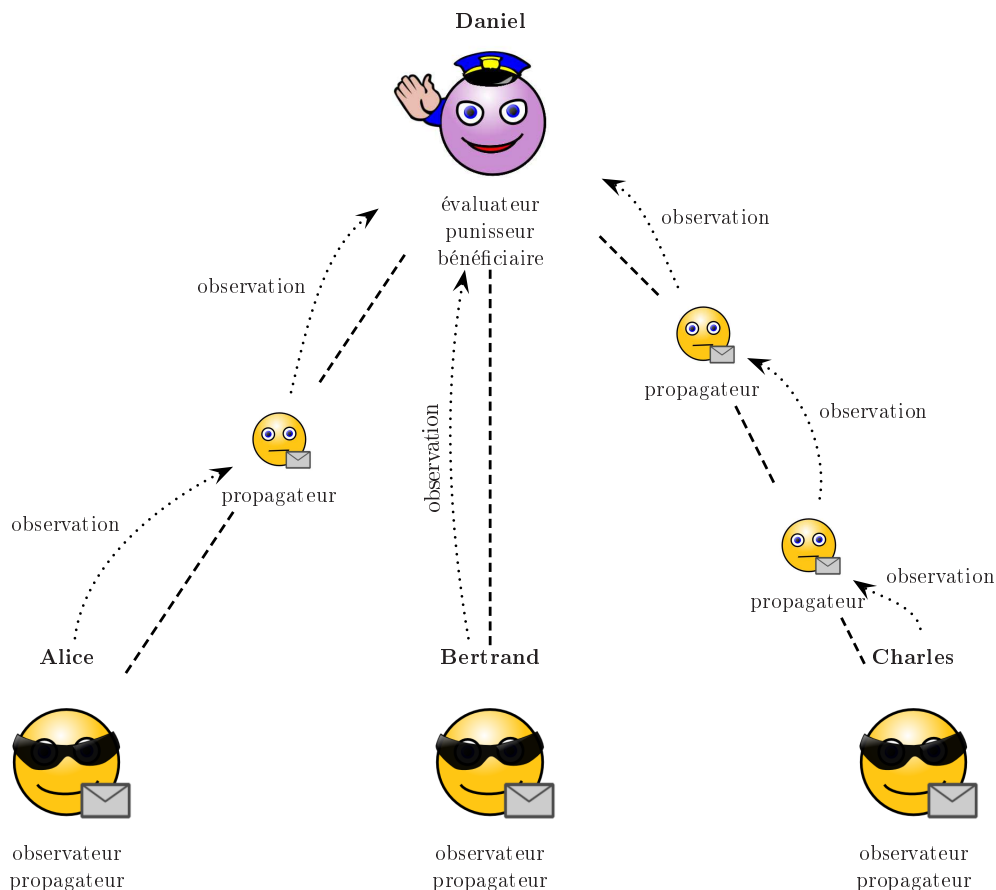 Daniel
évaluateur
punisseur
bénéficiaire
observation
observation
observation
propagateur
observation
observation
propagateur
observation
propagateur
Alice
Bertrand
Charles
observateur
propagateur
observateur
propagateur
observateur
propagateur